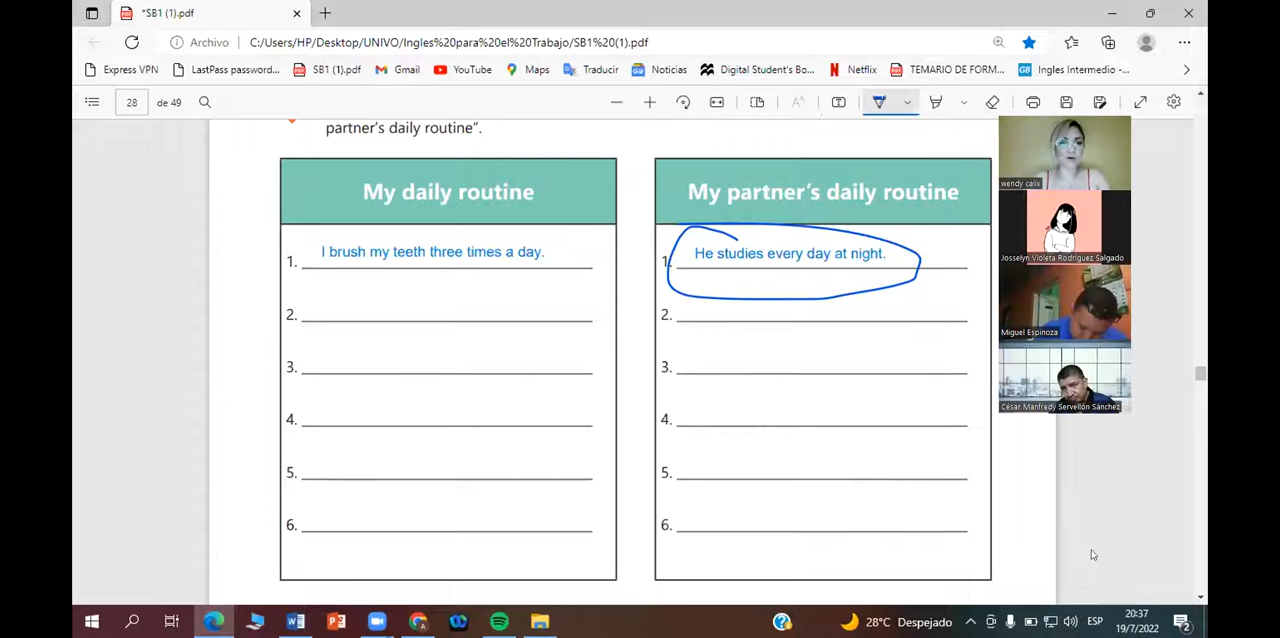 *SB1 (1).pdf
Archivo
C:/Users/HP/Desktop/UNIVO/Ingles%20para%20el%20Trabajo/SB1%20(1).pdf
Express VPN
LastPass password...
SB1 (1).pdf
Gmail
YouTube
Maps
Traducir
Noticias
Digital Student's Bo...
Netflix
TEMARIO DE FORM...
Ingles Intermedio -...
28
de 49
partner's daily routine".
My daily routine
My partner's daily routine
1. I brush my teeth three times a day.
1. He studies every day at night.
2.
2.
3.
3.
4.
4.
5.
5.
6.
6.
wendy calix
Josselyn Violeta Rodriguez Salgado
Miguel Espinoza
César Manfredy Servellón Sánchez
28°C Despejado
ESP
20:37
19/7/2022
2